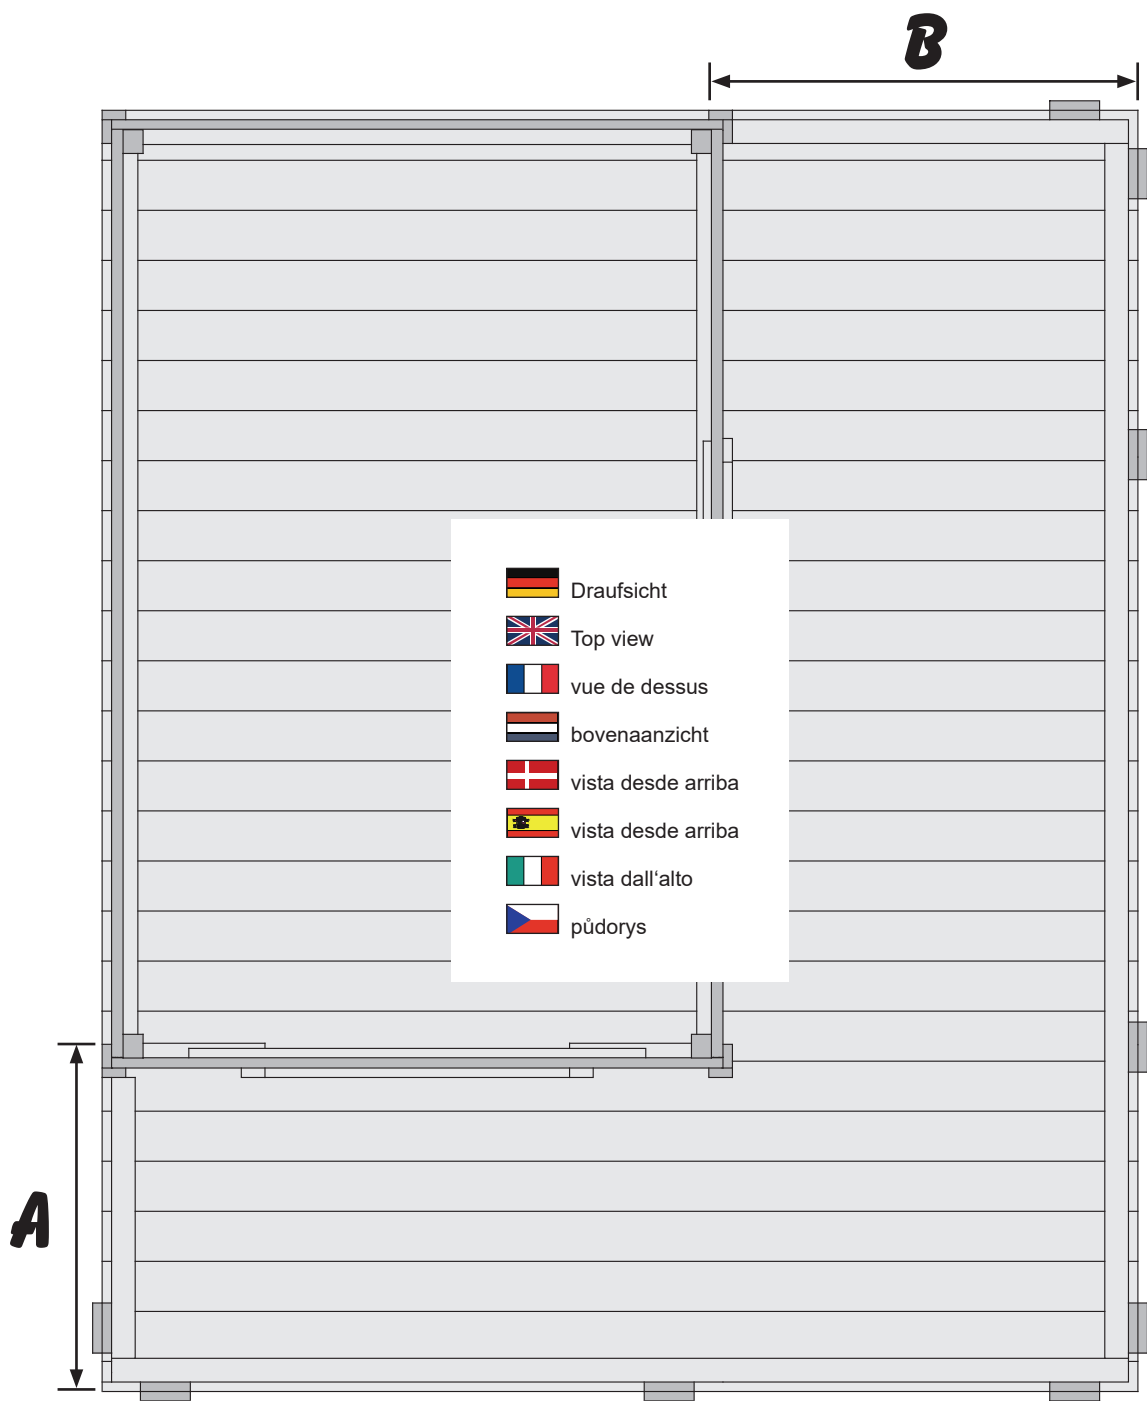 B
Draufsicht
Top view
vue de dessus
bovenaanzicht
vista desde arriba
vista desde arriba
vista dall‘alto
půdorys
A